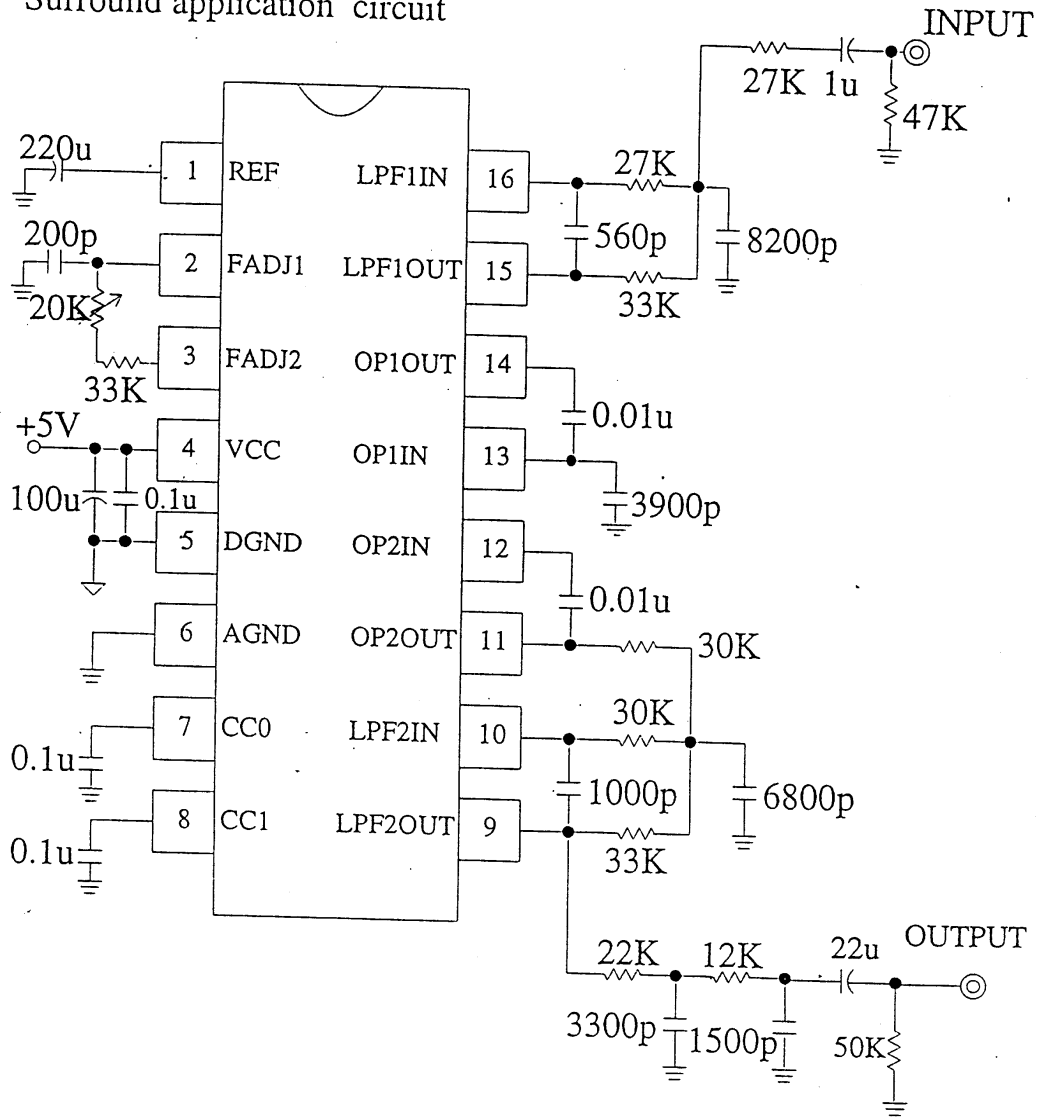 Surround application circuit
INPUT
27K 1u
47K
220u
1 REF LPF1IN 16
27K
200p
560p
8200p
2 FADJ1 LPF1OUT 15
20K
33K
3 FADJ2 OP1OUT 14
33K
0.01u
+5V
4 VCC OP1IN 13
100u 0.1u
3900p
5 DGND OP2IN 12
0.01u
6 AGND OP2OUT 11
30K
30K
7 CC0 LPF2IN 10
0.1u
1000p
6800p
8 CC1 LPF2OUT 9
0.1u
33K
OUTPUT
22K 12K 22u
3300p 1500p 50K